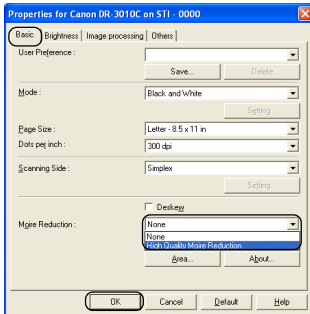 Properties for Canon DR-3010C on STI - 0000
Basic Brightness Image processing Others
User Preference :
Save... Delete
Mode : Black and White
Setting...
Page Size : Letter - 8.5 x 11 in
Dots per inch : 300 dpi
Scanning Side : Simplex
Setting...
Deskew
Moire Reduction : None
None
High Quality Moire Reduction
Area... About...
OK Cancel Default Help